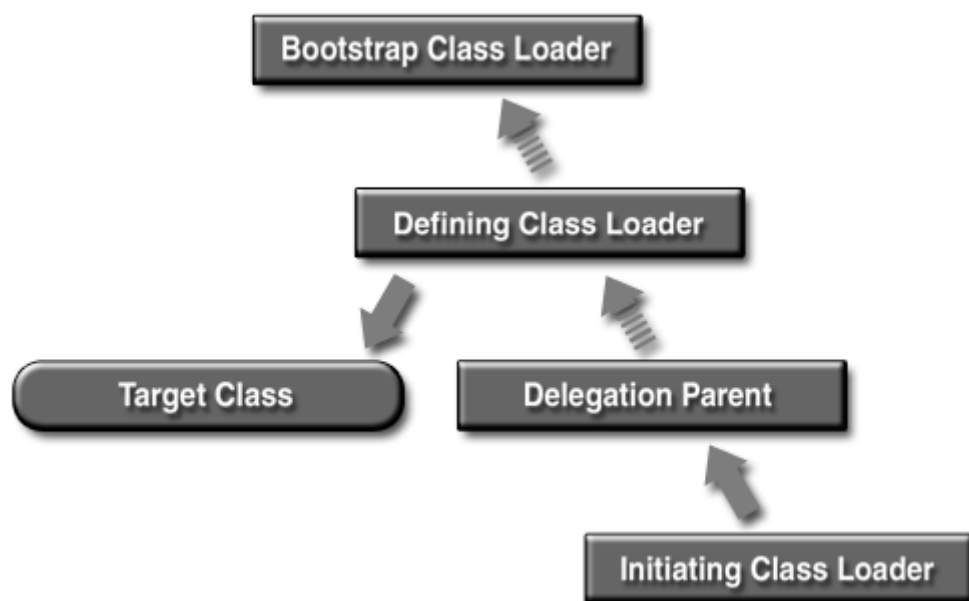 Bootstrap Class Loader
Defining Class Loader
Target Class
Delegation Parent
Initiating Class Loader